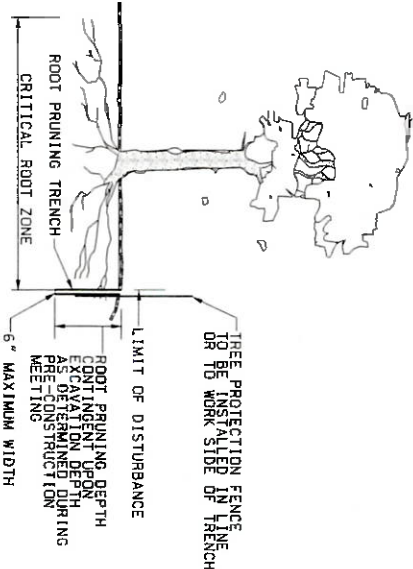 TREE PROTECTION FENCE
TO BE INSTALLED IN LINE
OR TO WORK SIDE OF TRENCH
LIMIT OF DISTURBANCE
ROOT PRUNING DEPTH
CONTINGENT UPON
EXCAVATION DEPTH
AS DETERMINED DURING
PRE-CONSTRUCTION
MEETING
6" MAXIMUM WIDTH
ROOT PRUNING TRENCH
CRITICAL ROOT ZONE